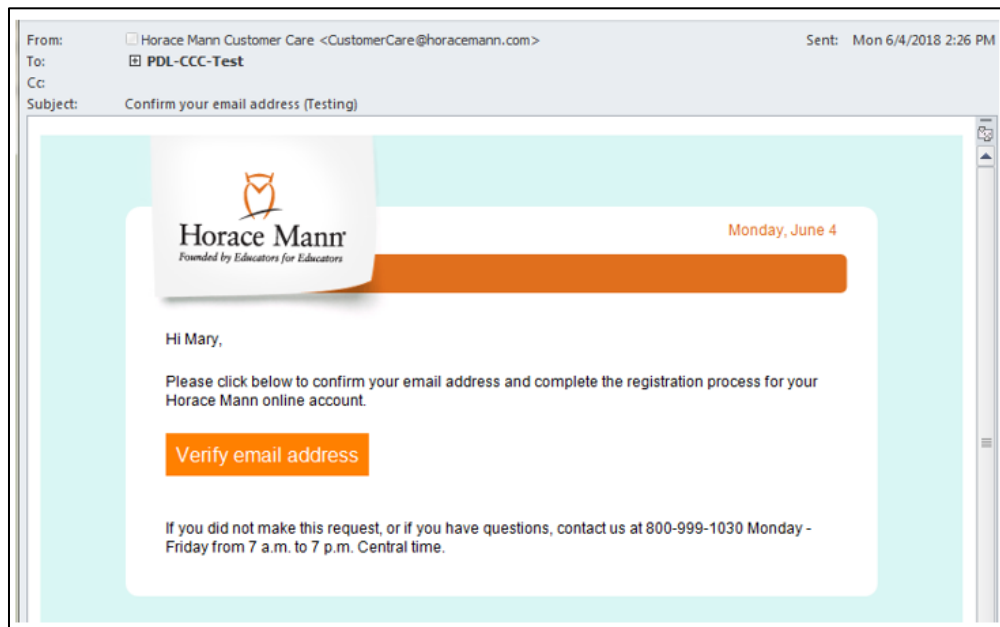 From: Horace Mann Customer Care <CustomerCare@horacemann.com> Sent: Mon 6/4/2018 2:26 PM
To: PDL-CCC-Test
Cc:
Subject: Confirm your email address (Testing)
Horace Mann
Founded by Educators for Educators
Monday, June 4
Hi Mary,
Please click below to confirm your email address and complete the registration process for your
Horace Mann online account.
Verify email address
If you did not make this request, or if you have questions, contact us at 800-999-1030 Monday -
Friday from 7 a.m. to 7 p.m. Central time.